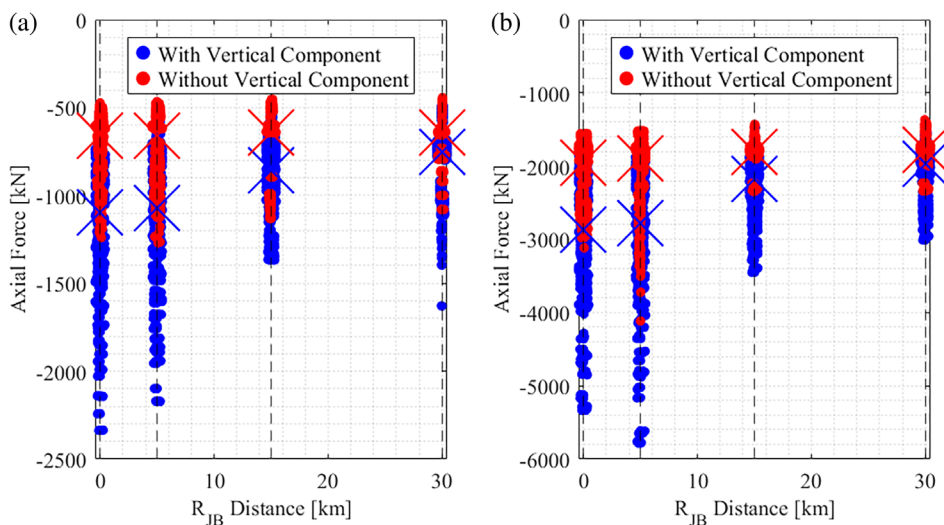 (a)
With Vertical Component
Without Vertical Component
Axial Force [kN]
0
-500
-1000
-1500
-2000
-2500
0
10
20
30
R_JB Distance [km]
(b)
With Vertical Component
Without Vertical Component
Axial Force [kN]
0
-1000
-2000
-3000
-4000
-5000
-6000
0
10
20
30
R_JB Distance [km]